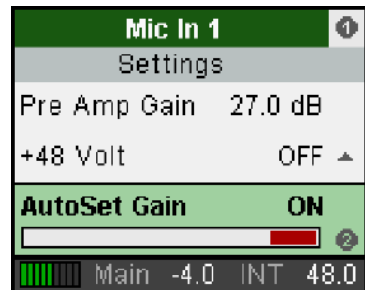 Mic In 1 1
Settings
Pre Amp Gain 27.0 dB
+48 Volt OFF
AutoSet Gain ON
2
Main -4.0 INT 48.0